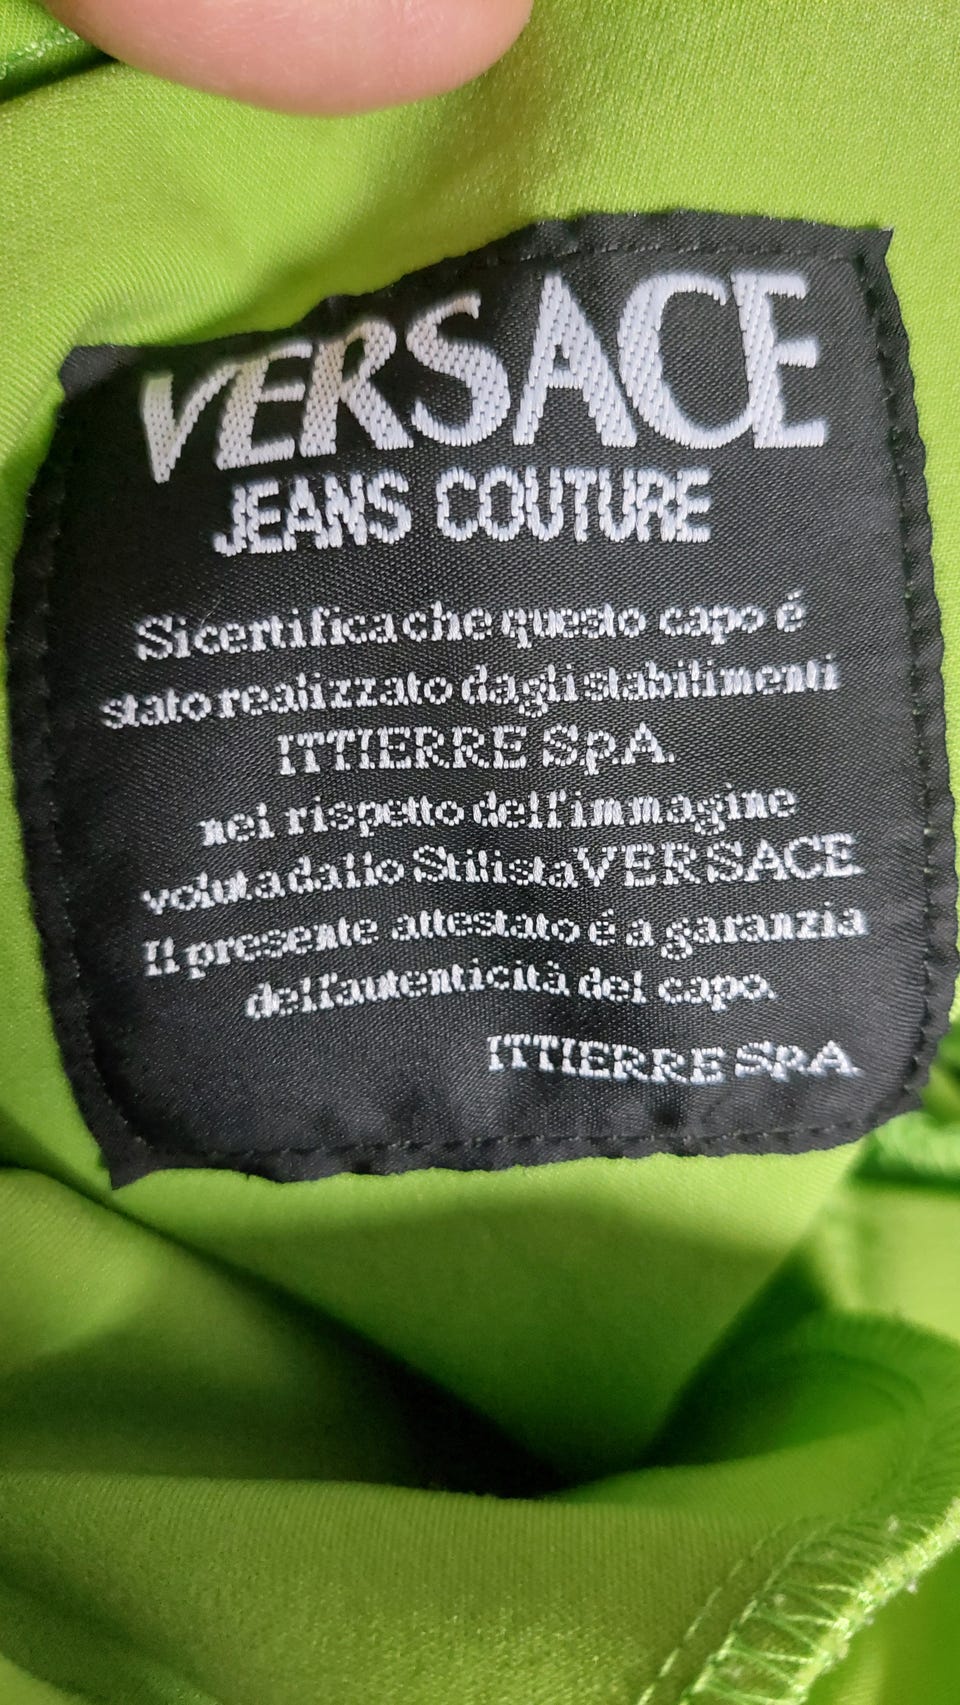 VERSACE
JEANS COUTURE
Si certifica che questo capo é
stato realizzato dagli stabilimenti
ITTIERRE SpA.
nel rispetto dell'immagine
voluta dallo Stilista VERSACE
Il presente attestato é a garanzia
dell'autenticità del capo.
ITTIERRE SpA.